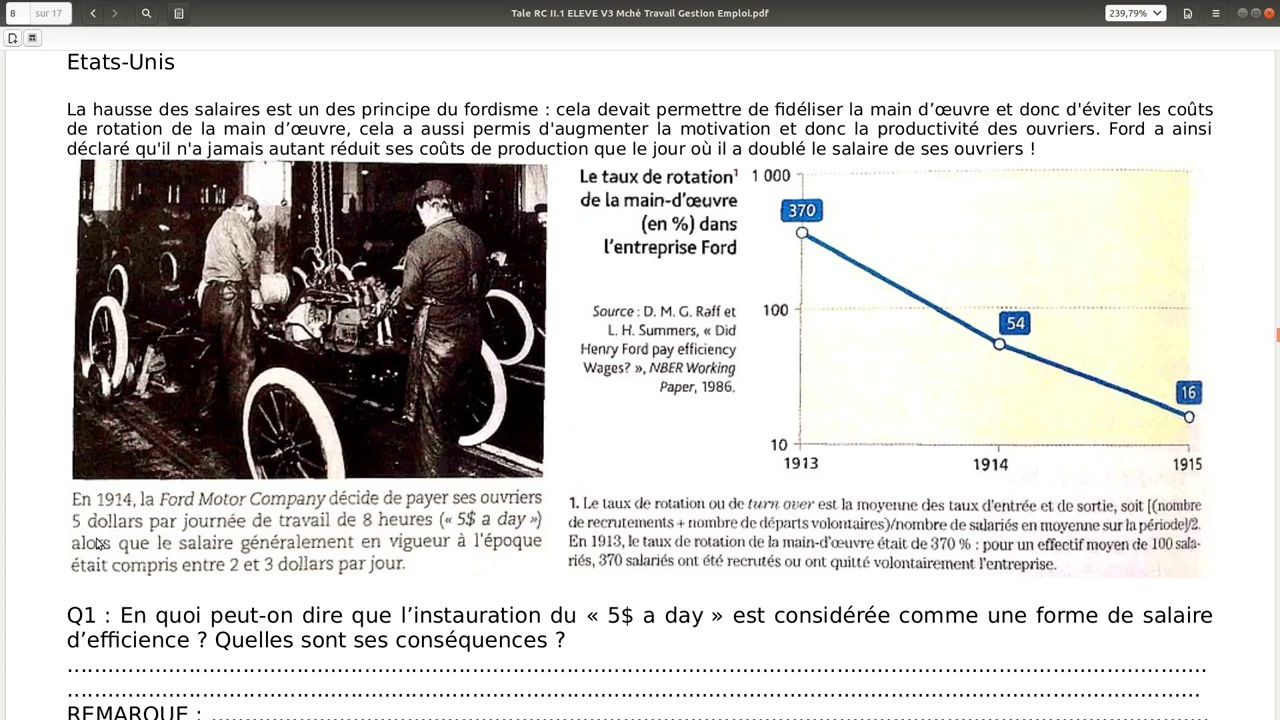 8 sur 17
Tale RC II.1 ELEVE V3 Mché Travail Gestion Emploi.pdf
239,79%
Etats-Unis
La hausse des salaires est un des principe du fordisme : cela devait permettre de fidéliser la main d’œuvre et donc d'éviter les coûts
de rotation de la main d’œuvre, cela a aussi permis d'augmenter la motivation et donc la productivité des ouvriers. Ford a ainsi
déclaré qu'il n'a jamais autant réduit ses coûts de production que le jour où il a doublé le salaire de ses ouvriers !
En 1914, la Ford Motor Company décide de payer ses ouvriers
5 dollars par journée de travail de 8 heures (« 5$ a day »)
alors que le salaire généralement en vigueur à l'époque
était compris entre 2 et 3 dollars par jour.
Le taux de rotation¹
de la main-d'œuvre
(en %) dans
l'entreprise Ford
Source : D. M. G. Raff et
L. H. Summers, « Did
Henry Ford pay efficiency
Wages? », NBER Working
Paper, 1986.
1 000
370
100
54
16
10
1913
1914
1915
1. Le taux de rotation ou de turn over est la moyenne des taux d'entrée et de sortie, soit [(nombre
de recrutements + nombre de départs volontaires)/nombre de salariés en moyenne sur la période]/2.
En 1913, le taux de rotation de la main-d'œuvre était de 370 % : pour un effectif moyen de 100 sala-
riés, 370 salariés ont été recrutés ou ont quitté volontairement l'entreprise.
Q1 : En quoi peut-on dire que l’instauration du « 5$ a day » est considérée comme une forme de salaire
d’efficience ? Quelles sont ses conséquences ?
REMARQUE :